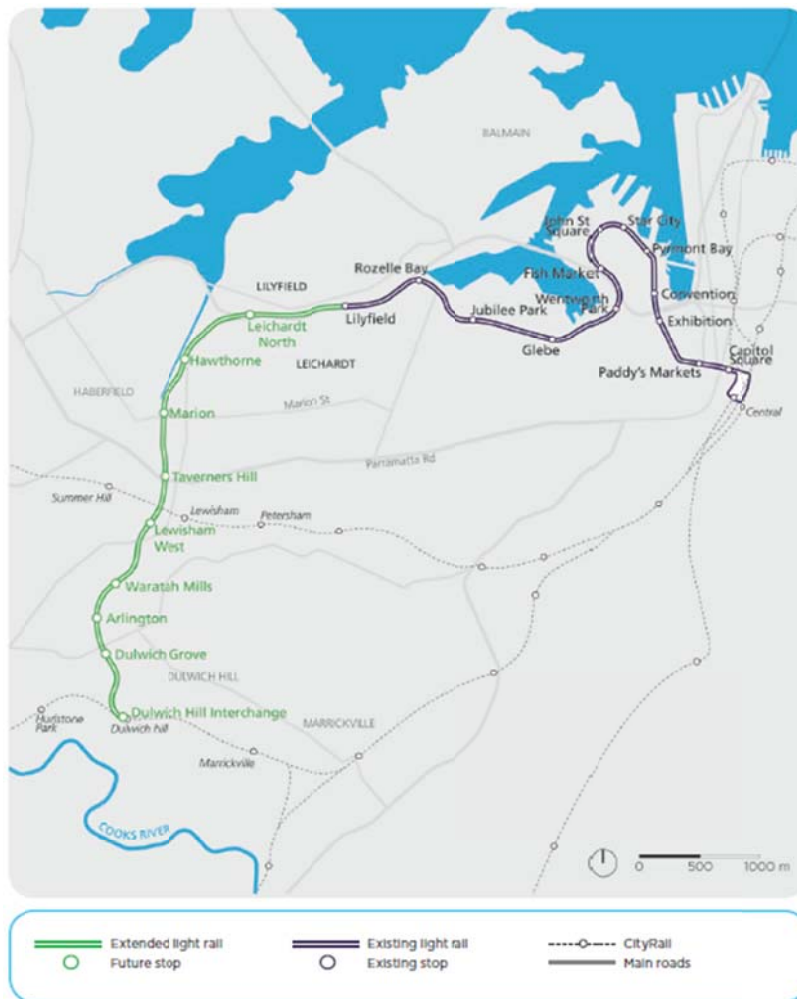 BALMAIN
John St
Square
Star City
Pyrmont Bay
Rozelle Bay
Fish Market
LILYFIELD
Wentworth
Park
Convention
Lilyfield
Jubilee Park
Exhibition
Leichardt
North
Glebe
Capitol
Square
Hawthorne
LEICHARDT
Paddy's Markets
HABERFIELD
Marion St
Central
Marion
Parramatta Rd
Taverners Hill
Summer Hill
Lewisham
Petersham
Lewisham
West
Waratah Mills
Arlington
Dulwich Grove
DULWICH HILL
Dulwich Hill Interchange
Hurlstone
Park
Dulwich hill
MARRICKVILLE
Marrickville
COOKS RIVER
0 500 1000 m
Extended light rail
Existing light rail
CityRail
Future stop
Existing stop
Main roads